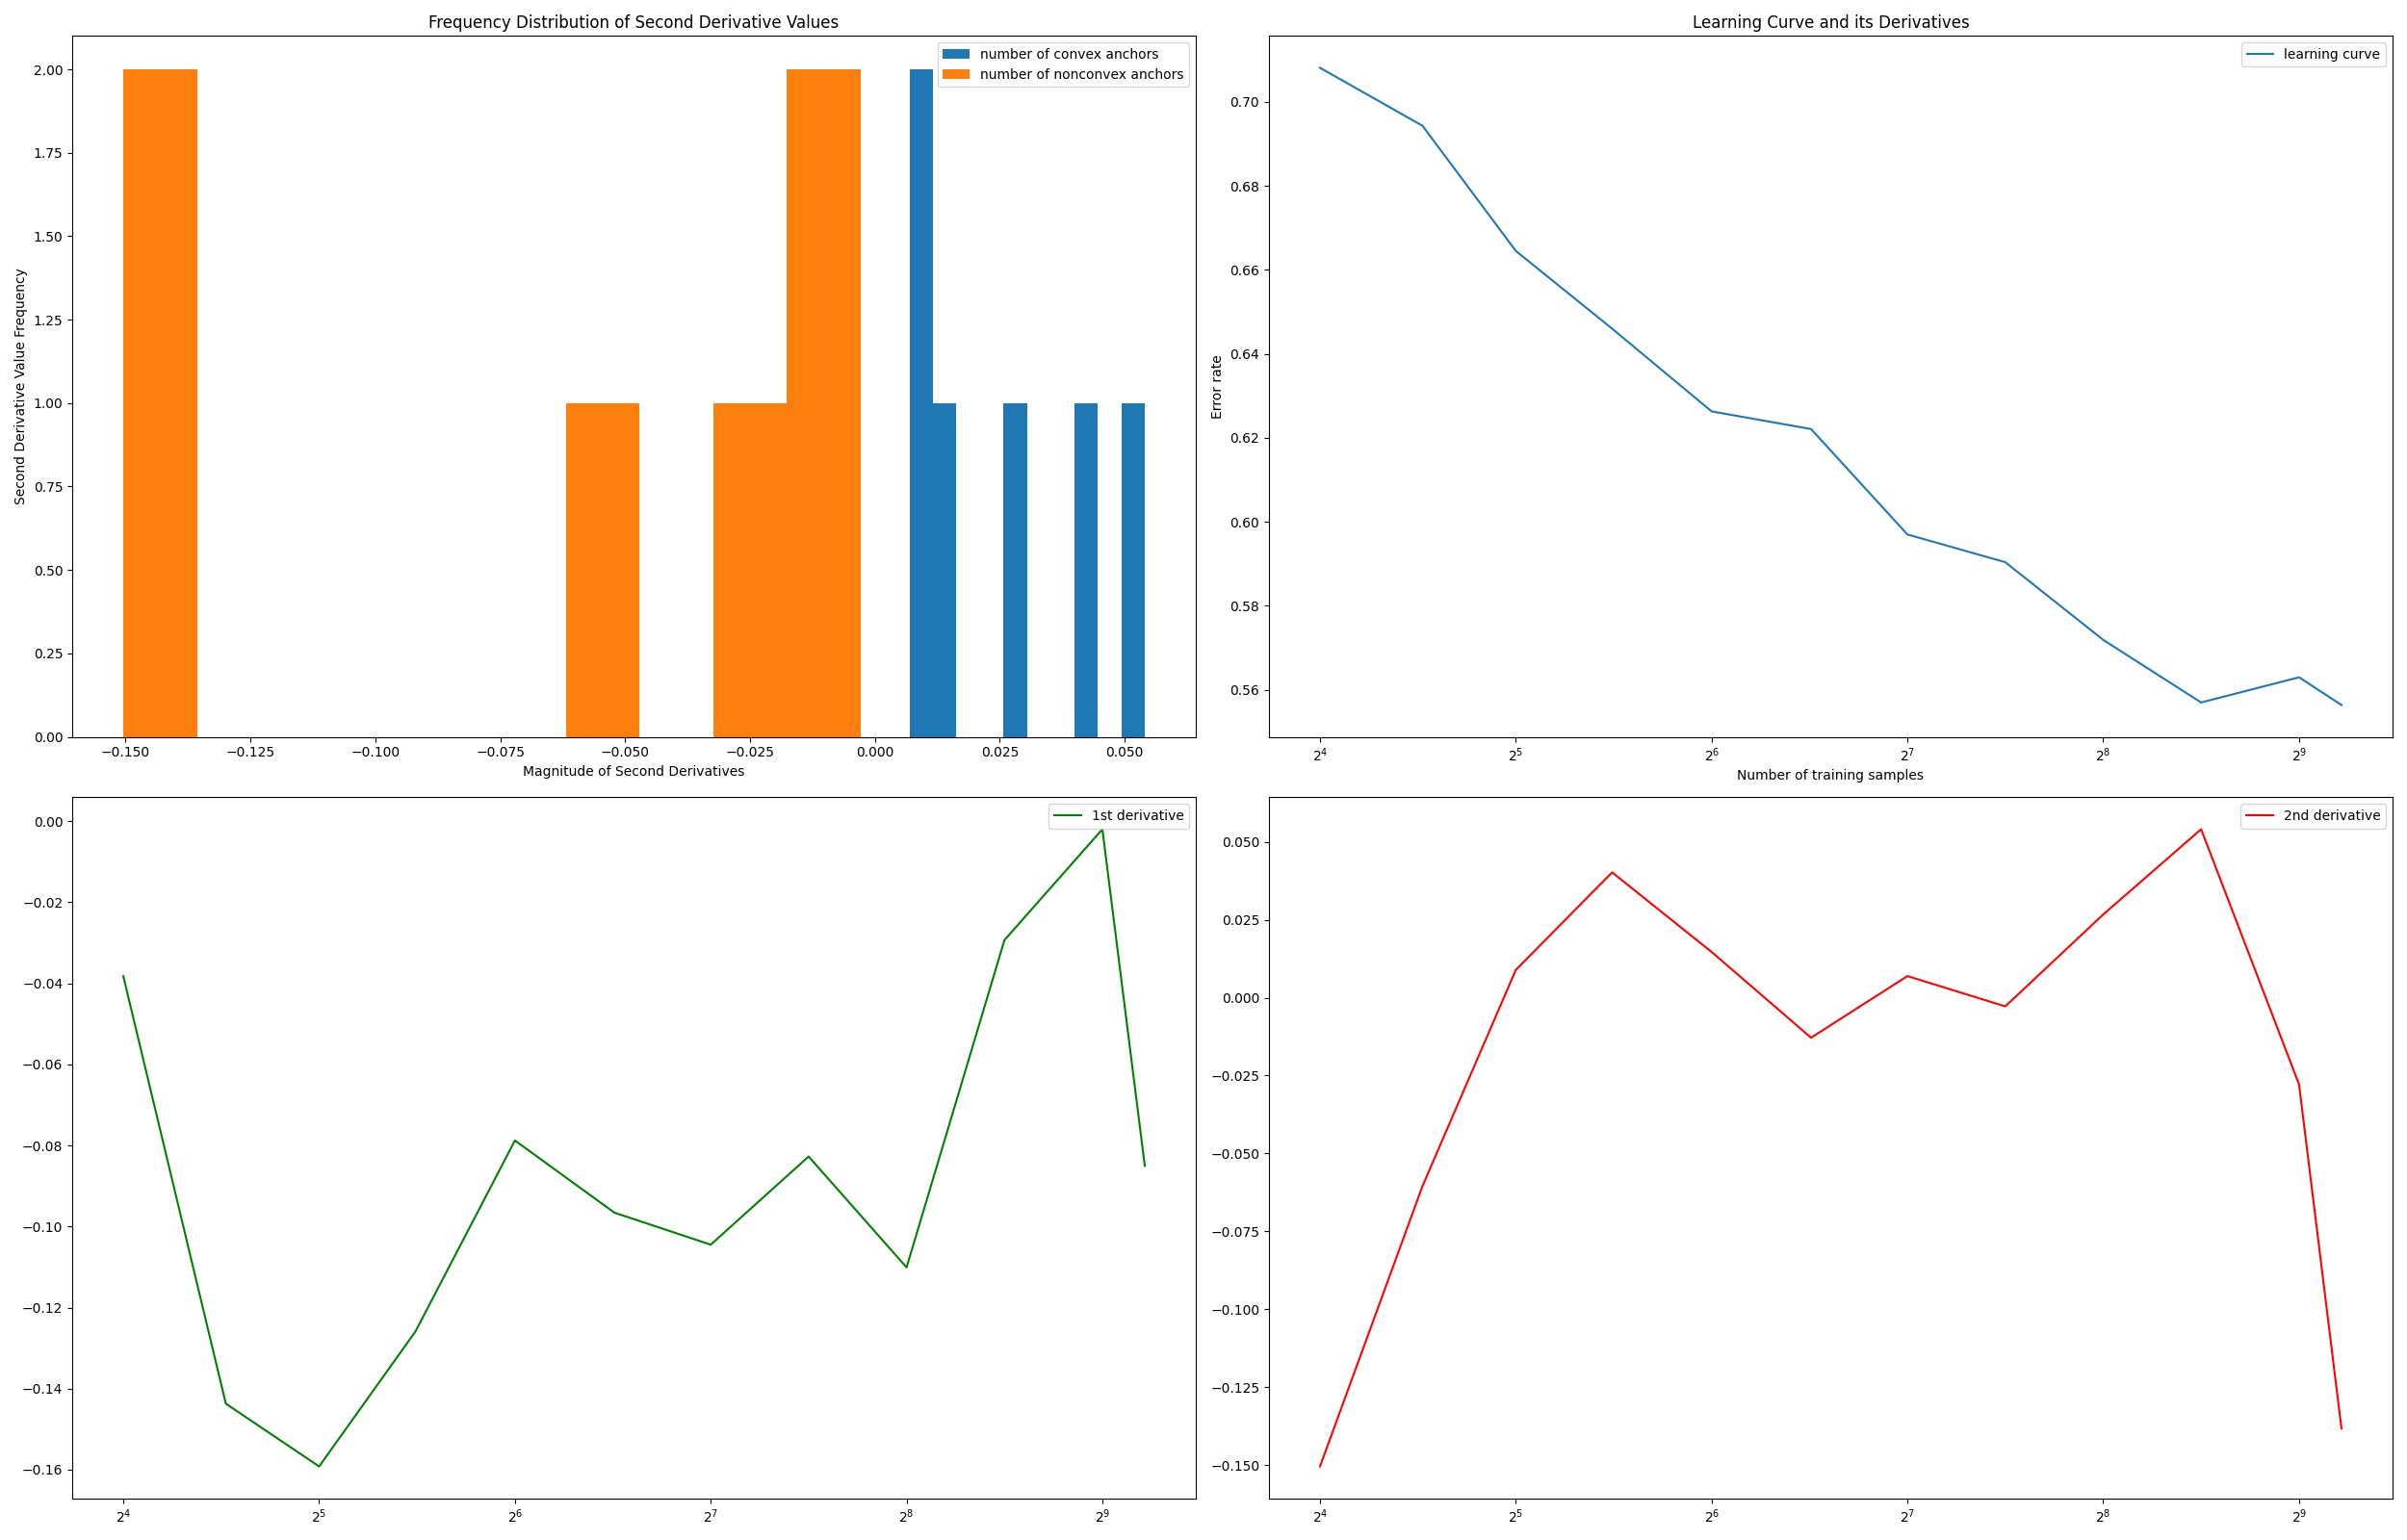 Frequency Distribution of Second Derivative Values
number of convex anchors
number of nonconvex anchors
Second Derivative Value Frequency
2.00
1.75
1.50
1.25
1.00
0.75
0.50
0.25
0.00
−0.150 −0.125 −0.100 −0.075 −0.050 −0.025 0.000 0.025 0.050
Magnitude of Second Derivatives
Learning Curve and its Derivatives
learning curve
Error rate
0.70
0.68
0.66
0.64
0.62
0.60
0.58
0.56
2⁴ 2⁵ 2⁶ 2⁷ 2⁸ 2⁹
Number of training samples
1st derivative
0.00
−0.02
−0.04
−0.06
−0.08
−0.10
−0.12
−0.14
−0.16
2⁴ 2⁵ 2⁶ 2⁷ 2⁸ 2⁹
2nd derivative
0.050
0.025
0.000
−0.025
−0.050
−0.075
−0.100
−0.125
−0.150
2⁴ 2⁵ 2⁶ 2⁷ 2⁸ 2⁹